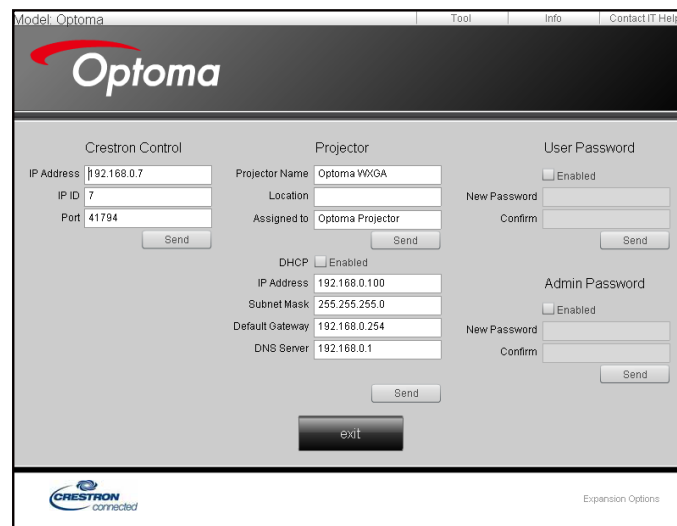 Model: Optoma
Tool
Info
Contact IT Help
Optoma
Crestron Control
IP Address 192.168.0.7
IP ID 7
Port 41794
Send
Projector
Projector Name Optoma WXGA
Location
Assigned to Optoma Projector
Send
DHCP Enabled
IP Address 192.168.0.100
Subnet Mask 255.255.255.0
Default Gateway 192.168.0.254
DNS Server 192.168.0.1
Send
User Password
Enabled
New Password
Confirm
Send
Admin Password
Enabled
New Password
Confirm
Send
exit
CRESTRON
connected
Expansion Options